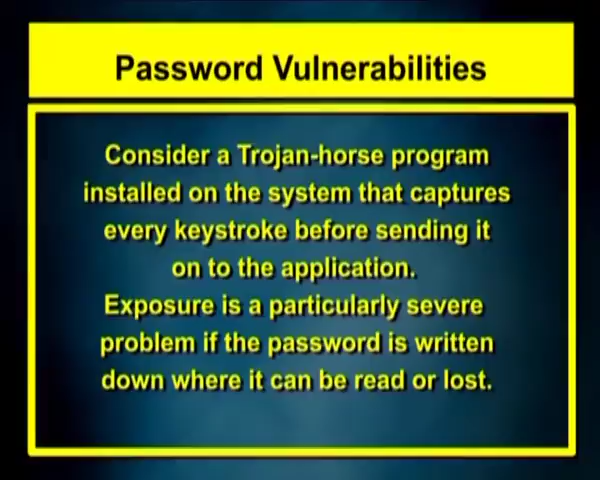 Password Vulnerabilities
Consider a Trojan-horse program
installed on the system that captures
every keystroke before sending it
on to the application.
Exposure is a particularly severe
problem if the password is written
down where it can be read or lost.